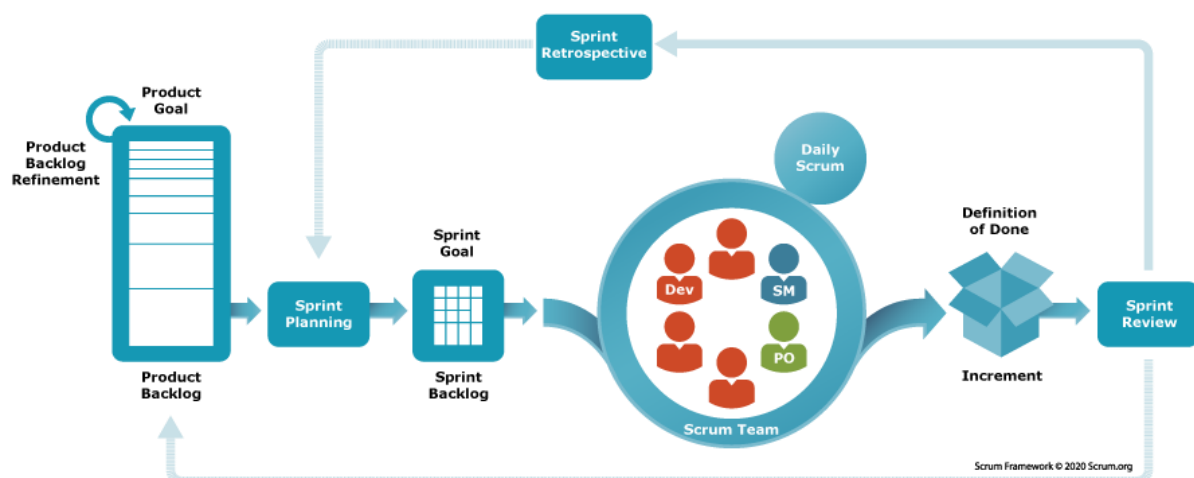 Sprint
Retrospective
Product
Goal
Product
Backlog
Refinement
Daily
Scrum
Definition
of Done
Sprint
Goal
Dev
SM
Sprint
Planning
Sprint
Review
PO
Product
Backlog
Sprint
Backlog
Increment
Scrum Team
Scrum Framework © 2020 Scrum.org